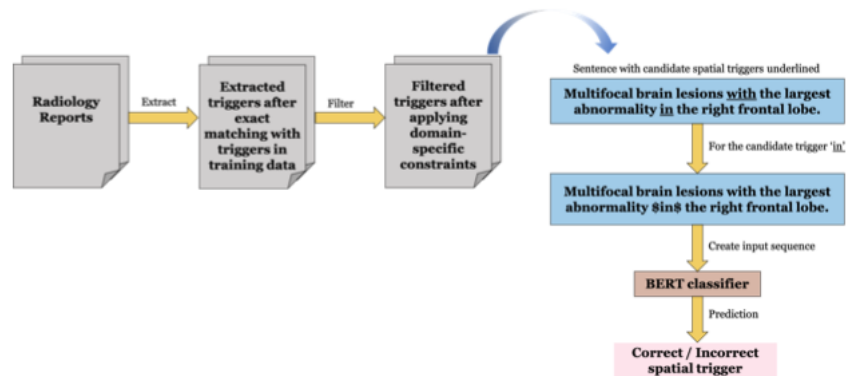 Radiology
Reports
Extract
Extracted
triggers after
exact
matching with
triggers in
training data
Filter
Filtered
triggers after
applying
domain-
specific
constraints
Sentence with candidate spatial triggers underlined
Multifocal brain lesions with the largest
abnormality in the right frontal lobe.
For the candidate trigger 'in'
Multifocal brain lesions with the largest
abnormality $in$ the right frontal lobe.
Create input sequence
BERT classifier
Prediction
Correct / Incorrect
spatial trigger